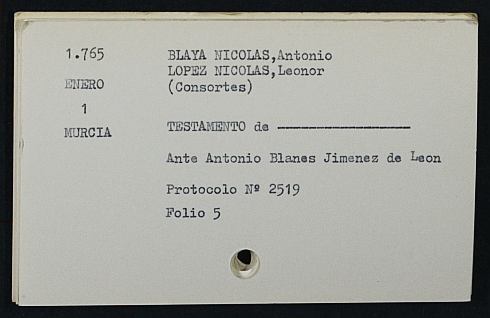 1.765
ENERO
1
MURCIA
BLAYA NICOLAS,Antonio
LOPEZ NICOLAS,Leonor
(Consortes)
TESTAMENTO de ------------------
Ante Antonio Blanes Jimenez de Leon
Protocolo Nº 2519
Folio 5